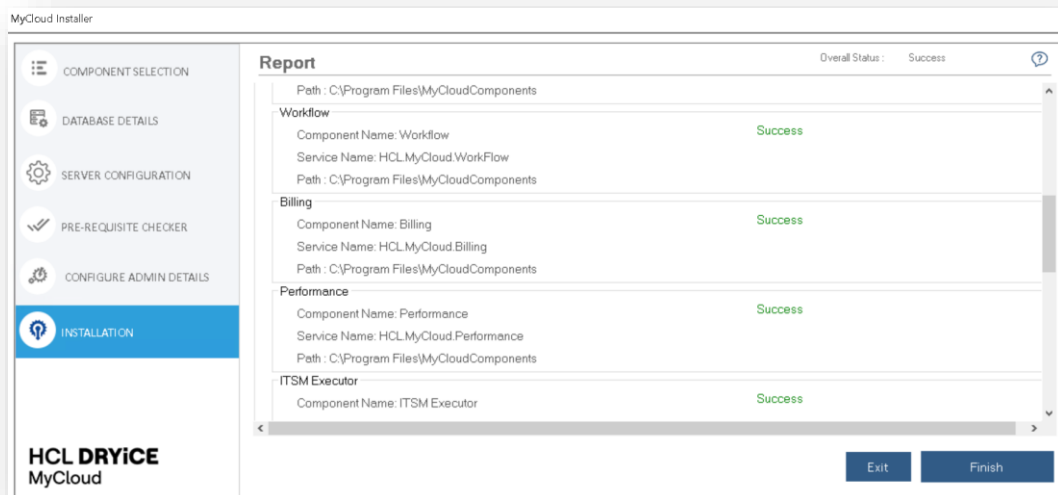 MyCloud Installer
COMPONENT SELECTION
DATABASE DETAILS
SERVER CONFIGURATION
PRE-REQUISITE CHECKER
CONFIGURE ADMIN DETAILS
INSTALLATION
HCL DRYiCE
MyCloud
Report
Overall Status : Success
?
Path : C:\Program Files\MyCloudComponents
Workflow
Component Name: Workflow Success
Service Name: HCL.MyCloud.WorkFlow
Path : C:\Program Files\MyCloudComponents
Billing
Component Name: Billing Success
Service Name: HCL.MyCloud.Billing
Path : C:\Program Files\MyCloudComponents
Performance
Component Name: Performance Success
Service Name: HCL.MyCloud.Performance
Path : C:\Program Files\MyCloudComponents
ITSM Executor
Component Name: ITSM Executor Success
Exit Finish